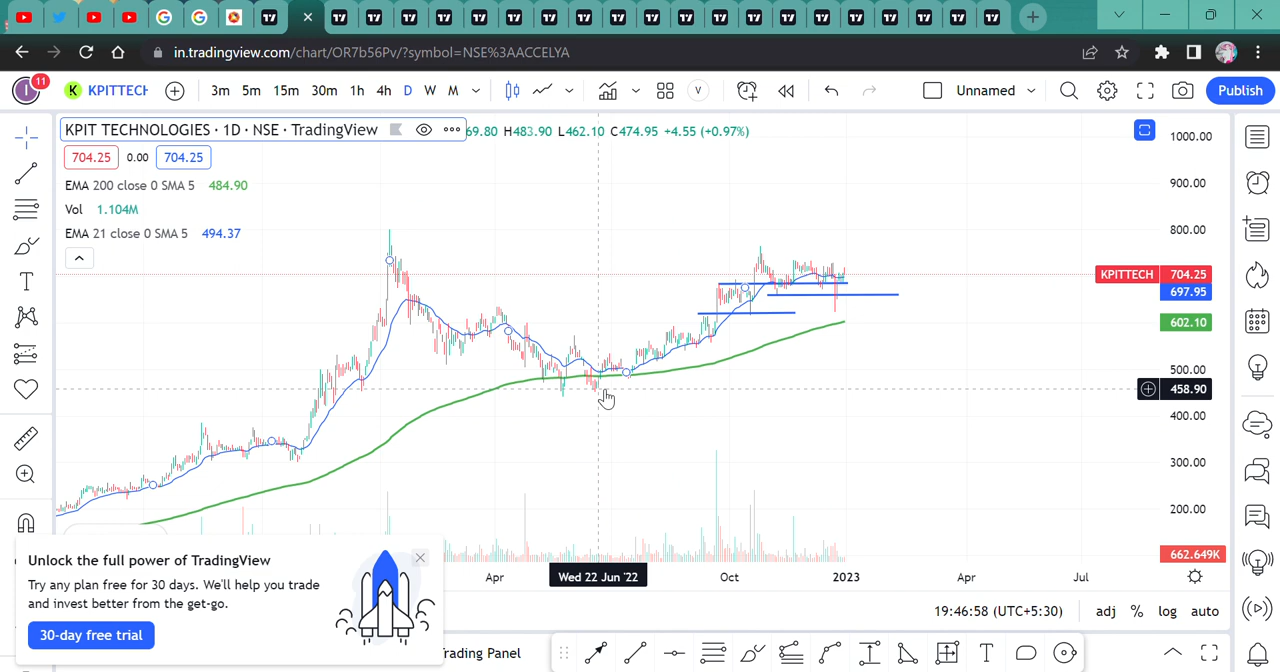 in.tradingview.com/chart/OR7b56Pv/?symbol=NSE%3AACCELYA
11
K KPITTECH 3m 5m 15m 30m 1h 4h D W M V Unnamed Publish
KPIT TECHNOLOGIES · 1D · NSE · TradingView 69.80 H483.90 L462.10 C474.95 +4.55 (+0.97%)
704.25 0.00 704.25
EMA 200 close 0 SMA 5 484.90
Vol 1.104M
EMA 21 close 0 SMA 5 494.37
1000.00
900.00
800.00
KPITTECH 704.25
697.95
602.10
500.00
458.90
400.00
300.00
200.00
662.649K
Apr Wed 22 Jun '22 Oct 2023 Apr Jul
Unlock the full power of TradingView
Try any plan free for 30 days. We'll help you trade
and invest better from the get-go.
30-day free trial
19:46:58 (UTC+5:30) adj % log auto
rading Panel